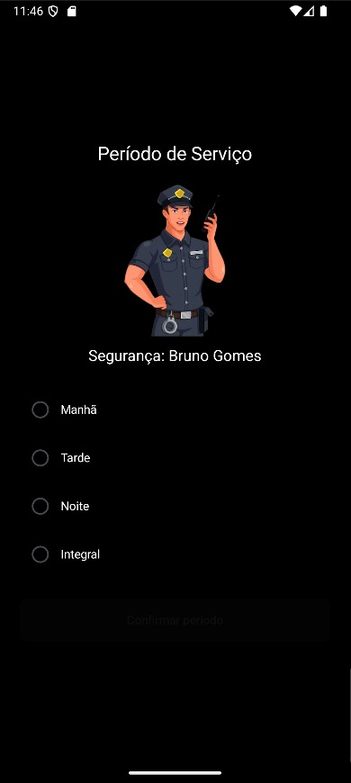 11:46
Período de Serviço
Segurança: Bruno Gomes
Manhã
Tarde
Noite
Integral
Confirmar período